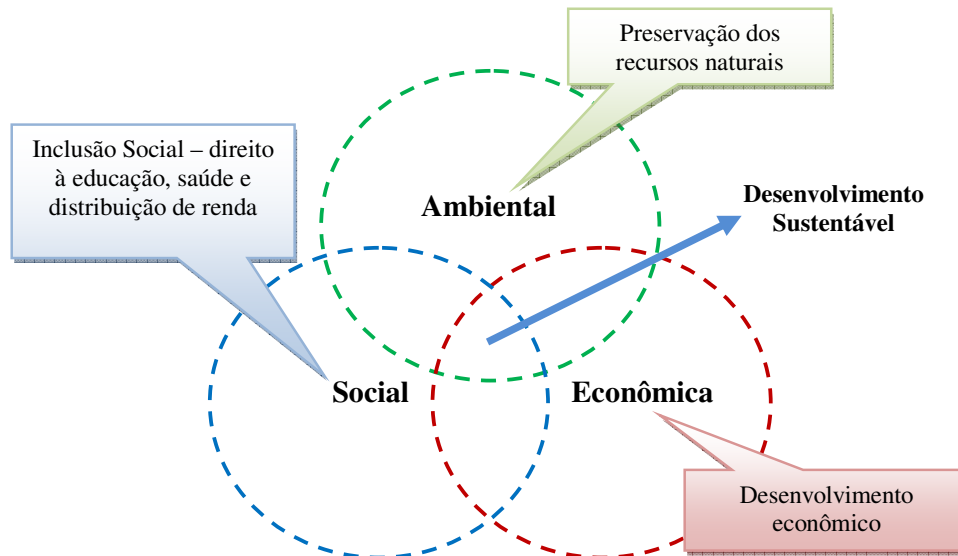 Preservação dos
recursos naturais
Inclusão Social – direito
à educação, saúde e
distribuição de renda
Ambiental
Desenvolvimento
Sustentável
Social
Econômica
Desenvolvimento
econômico